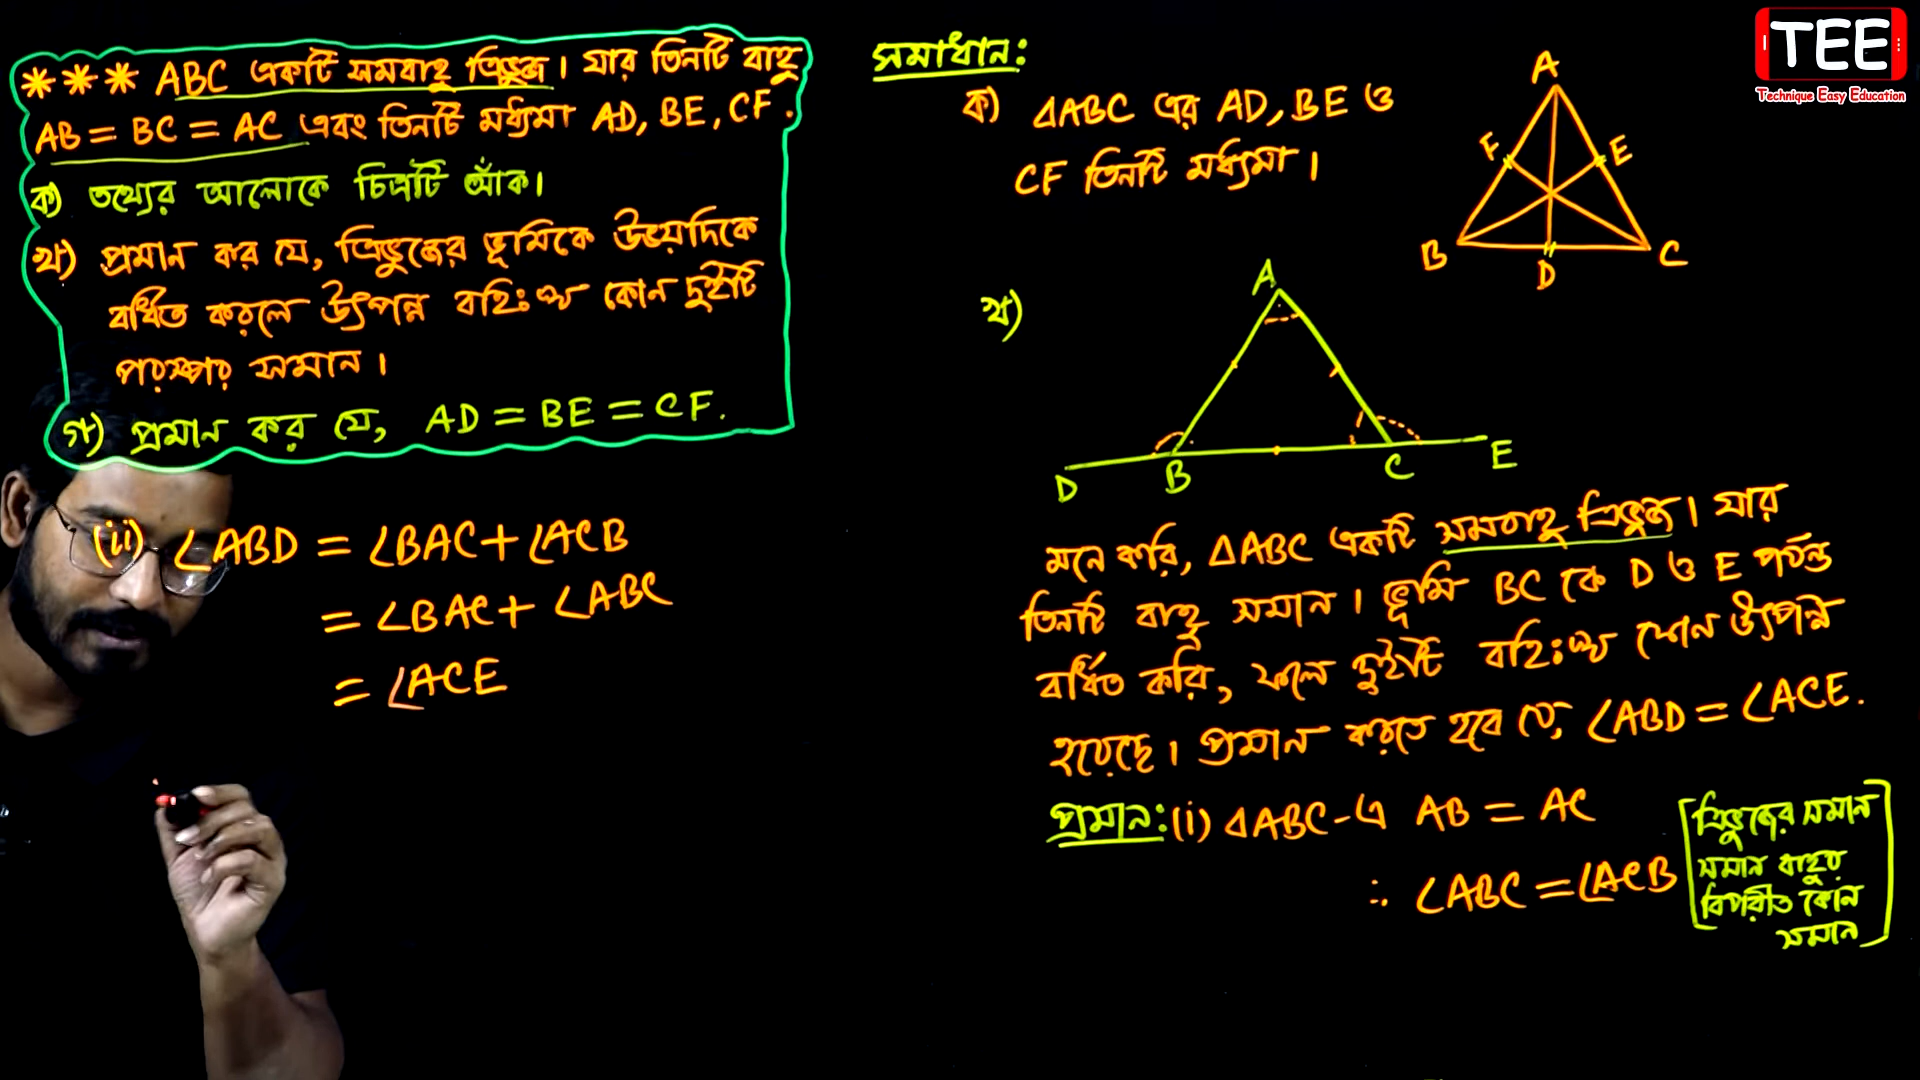 *** ABC একটি সমবাহু ত্রিভুজ। যার তিনটি বাহু
AB = BC = AC এবং তিনটি মধ্যমা AD, BE, CF.
ক) তথ্যের আলোকে চিত্রটি আঁক।
খ) প্রমান কর যে, ত্রিভুজের ভূমিকে উভয়দিকে
বর্ধিত করলে উৎপন্ন বহিঃস্থ কোন দুইটি
পরস্পর সমান।
গ) প্রমান কর যে, AD = BE = CF.
(ii) ∠ABD = ∠BAC + ∠ACB
= ∠BAC + ∠ABC
= ∠ACE
সমাধান:
ক) ΔABC এর AD, BE ও
CF তিনটি মধ্যমা।
A
F
E
B
D
C
খ)
A
D
B
C
E
মনে করি, ΔABC একটি সমবাহু ত্রিভুজ। যার
তিনটি বাহু সমান। ভূমি BC কে D ও E পর্যন্ত
বর্ধিত করি, ফলে দুইটি বহিঃস্থ কোন উৎপন্ন
হয়েছে। প্রমান করতে হবে যে, ∠ABD = ∠ACE.
প্রমান: (i) ΔABC-এ AB = AC
∴ ∠ABC = ∠ACB
[ত্রিভুজের সমান
সমান বাহুর
বিপরীত কোন
সমান]
TEE
Technique Easy Education